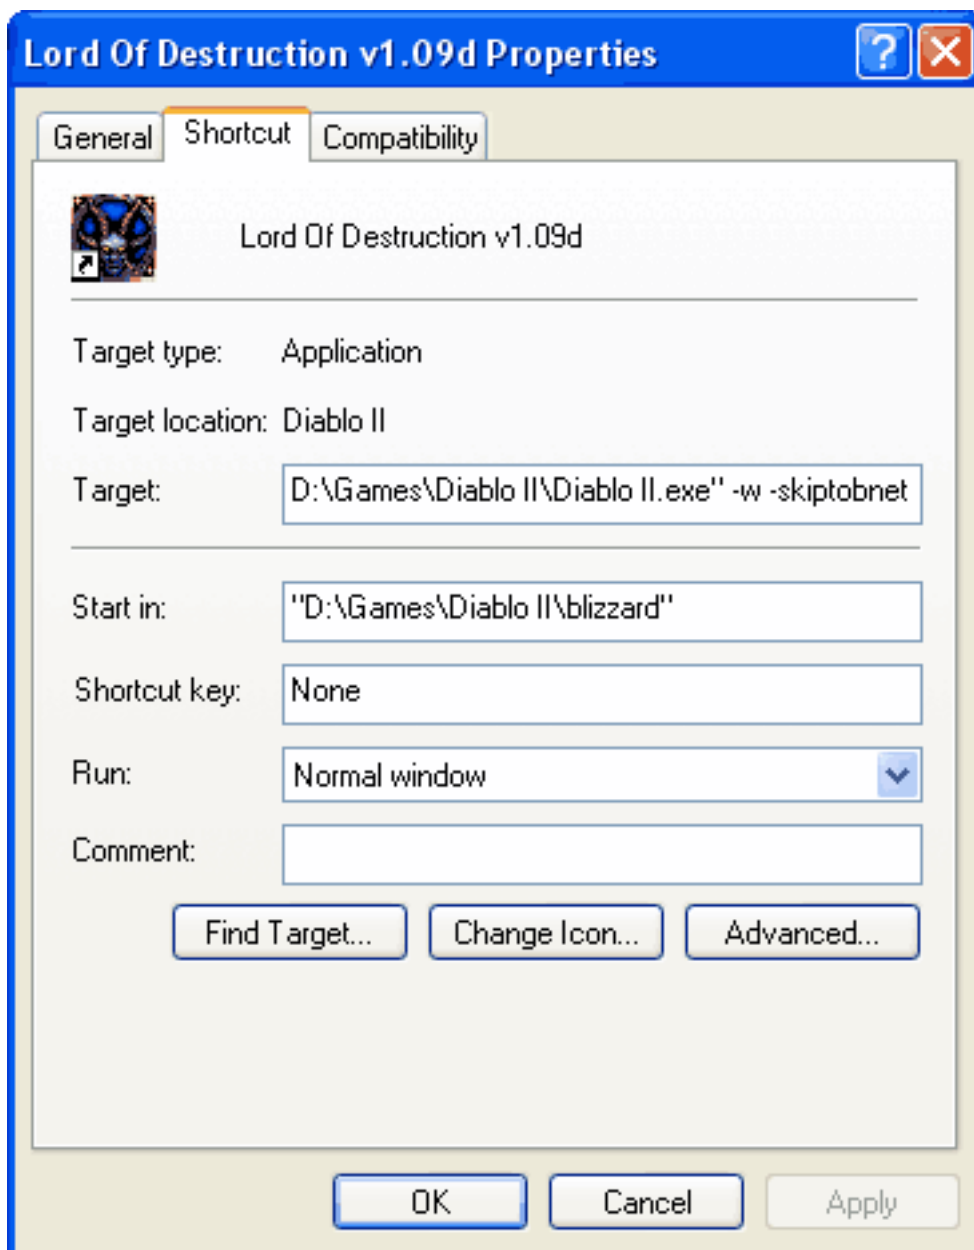 Lord Of Destruction v1.09d Properties
General Shortcut Compatibility
Lord Of Destruction v1.09d
Target type: Application
Target location: Diablo II
Target: D:\Games\Diablo II\Diablo II.exe" -w -skiptobnet
Start in: "D:\Games\Diablo II\blizzard"
Shortcut key: None
Run: Normal window
Comment:
Find Target... Change Icon... Advanced...
OK Cancel Apply